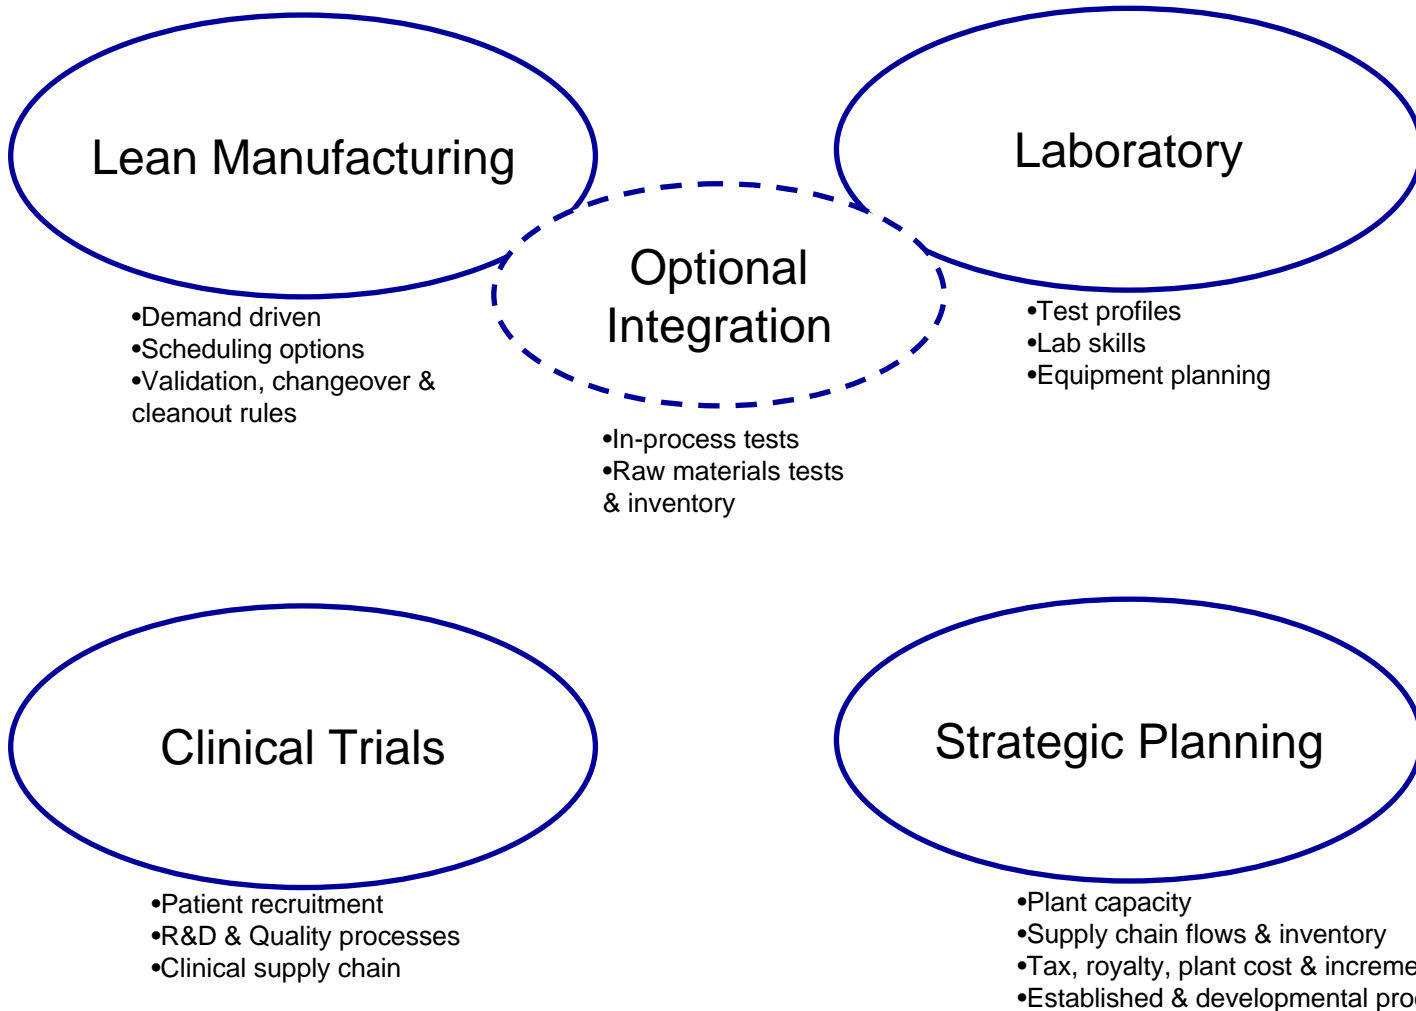 Lean Manufacturing
Laboratory
Optional
Integration
•Demand driven
•Scheduling options
•Validation, changeover &
cleanout rules
•Test profiles
•Lab skills
•Equipment planning
•In-process tests
•Raw materials tests
& inventory
Clinical Trials
Strategic Planning
•Patient recruitment
•R&D & Quality processes
•Clinical supply chain
•Plant capacity
•Supply chain flows & inventory
•Tax, royalty, plant cost &
•Established & developmental